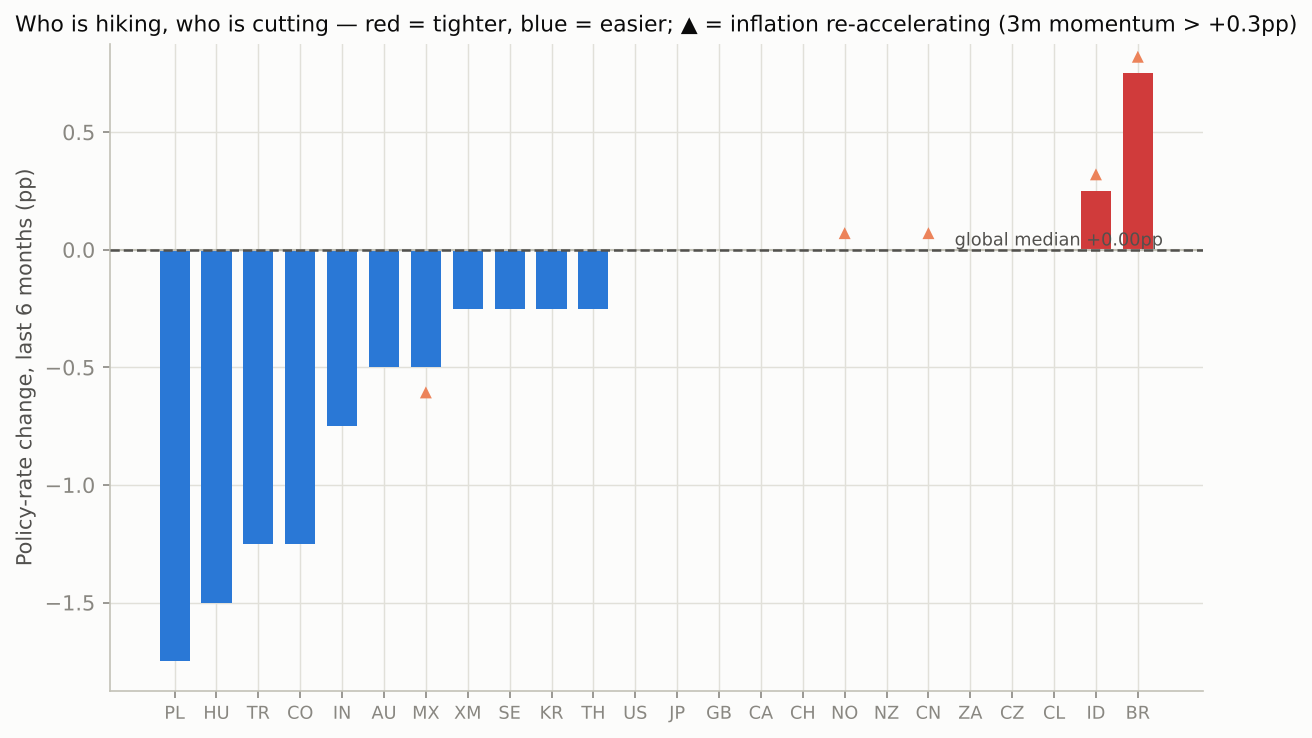 Who is hiking, who is cutting — red = tighter, blue = easier; ▲ = inflation re-accelerating (3m momentum > +0.3pp)
Policy-rate change, last 6 months (pp)
0.5
0.0
−0.5
−1.0
−1.5
global median +0.00pp
PL HU TR CO IN AU MX XM SE KR TH US JP GB CA CH NO NZ CN ZA CZ CL ID BR